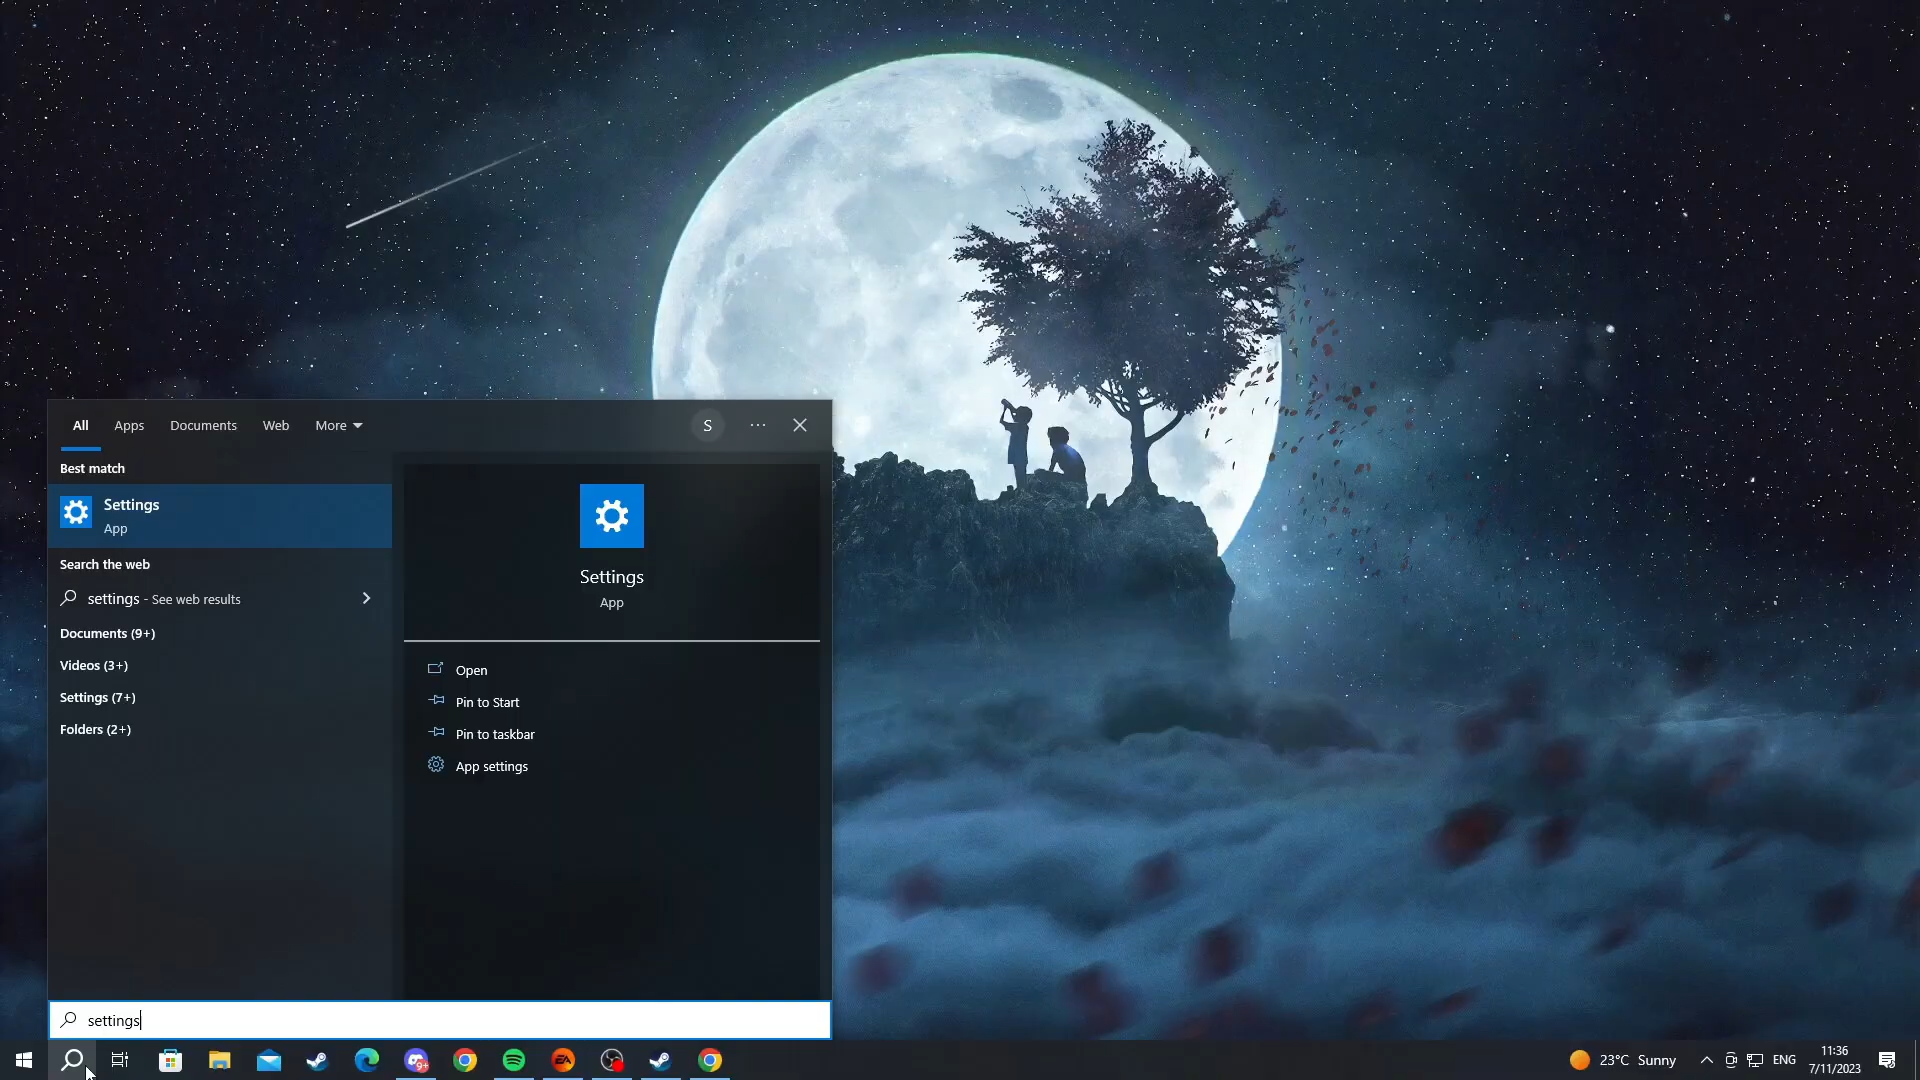 All Apps Documents Web More S
Best match
Settings
App
Search the web
settings - See web results
Documents (9+)
Videos (3+)
Settings (7+)
Folders (2+)
Settings
App
Open
Pin to Start
Pin to taskbar
App settings
settings
9+
EA
23°C Sunny
ENG
11:36
7/11/2023